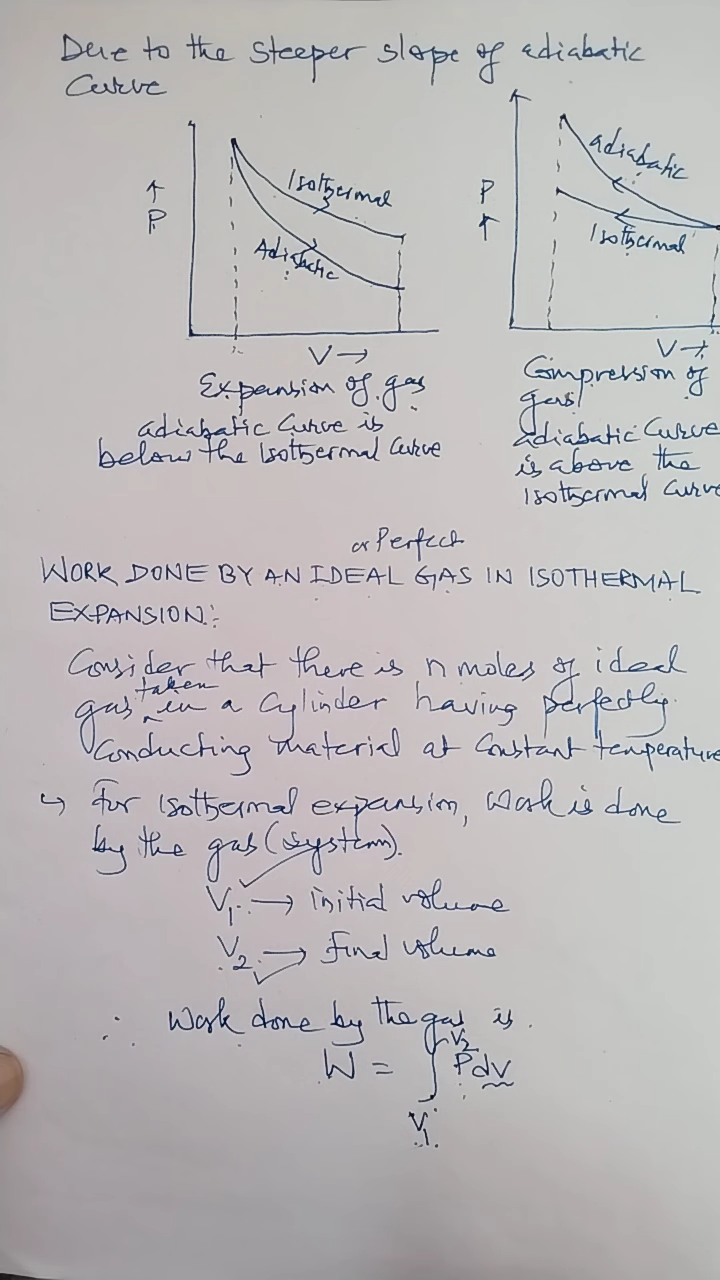 Due to the steeper slope of adiabatic
Curve
↑
P
Isothermal
Adiabatic
V →
Expansion of gas
adiabatic Curve is
below the Isothermal Curve
P
↑
adiabatic
Isothermal
V →
Compression of
gas
adiabatic Curve
is above the
Isothermal Curve
or Perfect
WORK DONE BY AN IDEAL GAS IN ISOTHERMAL
EXPANSION:
Consider that there is n moles of ideal
gas taken in a Cylinder having perfectly
Conducting material at Constant temperature
↳ For isothermal expansion, Work is done
by the gas (system).
V₁ → initial volume
V₂ → final volume
∴ Work done by the gas is
W = ∫ P dv
V₂
V₁